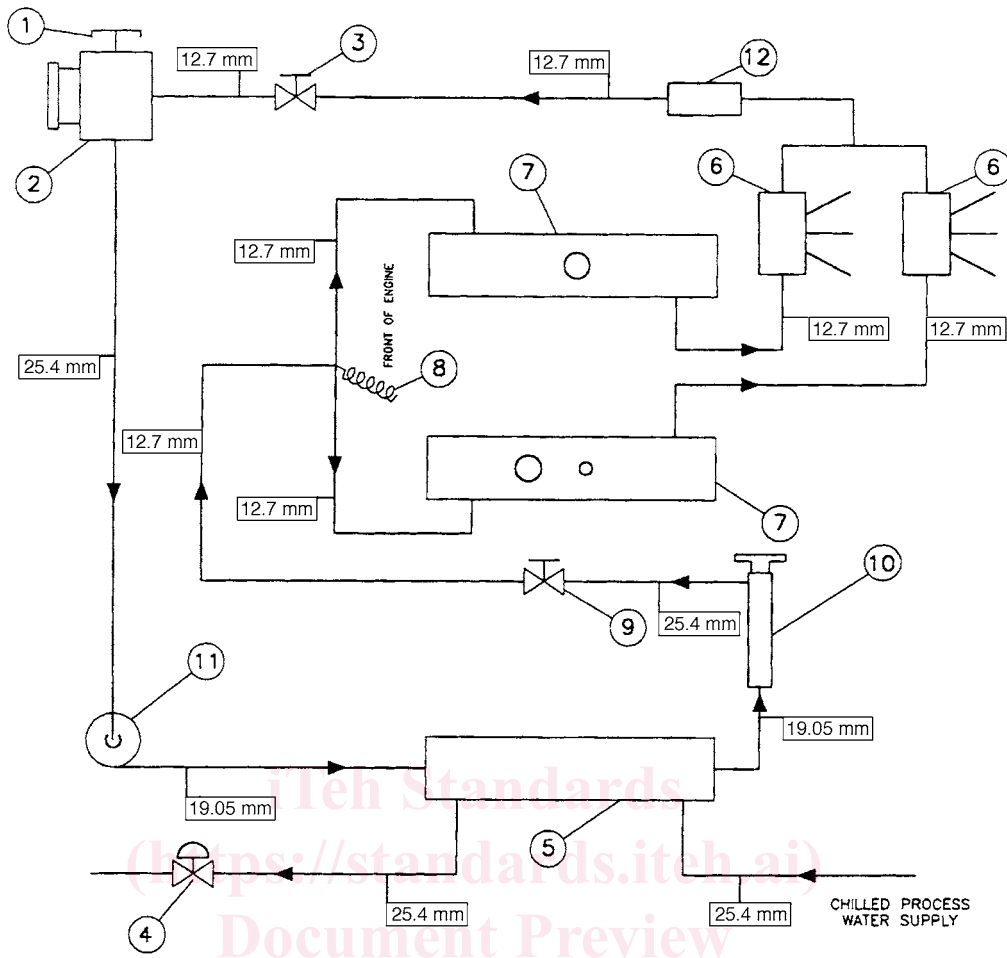 1
12.7 mm
3
12.7 mm
12
2
6
6
7
12.7 mm
FRONT OF ENGINE
12.7 mm
12.7 mm
25.4 mm
8
12.7 mm
12.7 mm
7
10
9
25.4 mm
11
19.05 mm
iTeh Standards
19.05 mm
5
(https://standards.iteh.ai)
4
25.4 mm
25.4 mm
CHILLED PROCESS
WATER SUPPLY
Document Preview